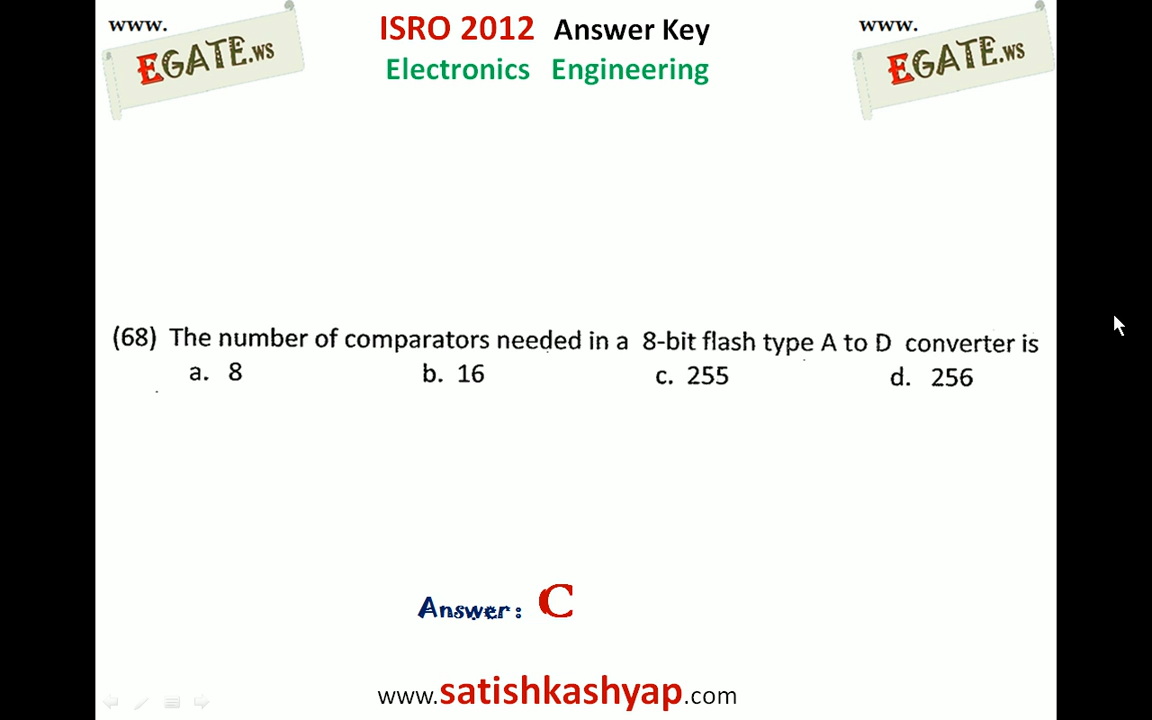 www.
EGATE.ws
ISRO 2012 Answer Key
Electronics Engineering
www.
EGATE.ws
(68) The number of comparators needed in a 8-bit flash type A to D converter is
a. 8 b. 16 c. 255 d. 256
Answer: C
www.satishkashyap.com